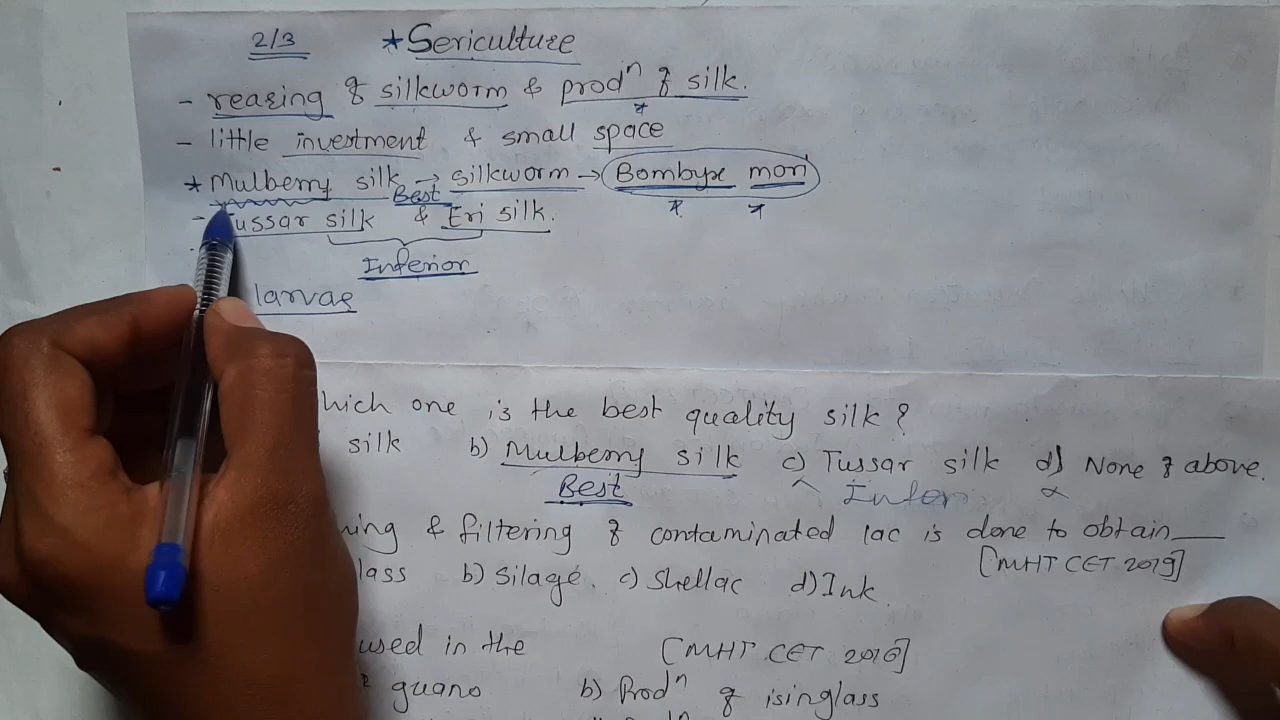 2/3 *Sericulture
- rearing of silkworm & prodn of silk.
- little investment & small space
* Mulberry silk → silkworm → Bombyx mori
Best
- Tussar silk & Eri silk.
Inferior
larvae
hich one is the best quality silk?
silk b) Mulberry silk c) Tussar silk d) None of above.
Best Inferi
ing & filtering of contaminated lac is done to obtain___
[MHT CET 2019]
lass b) Silage. c) Shellac d) Ink.
used in the [MHT CET 2016]
guano b) Prodn of isinglass